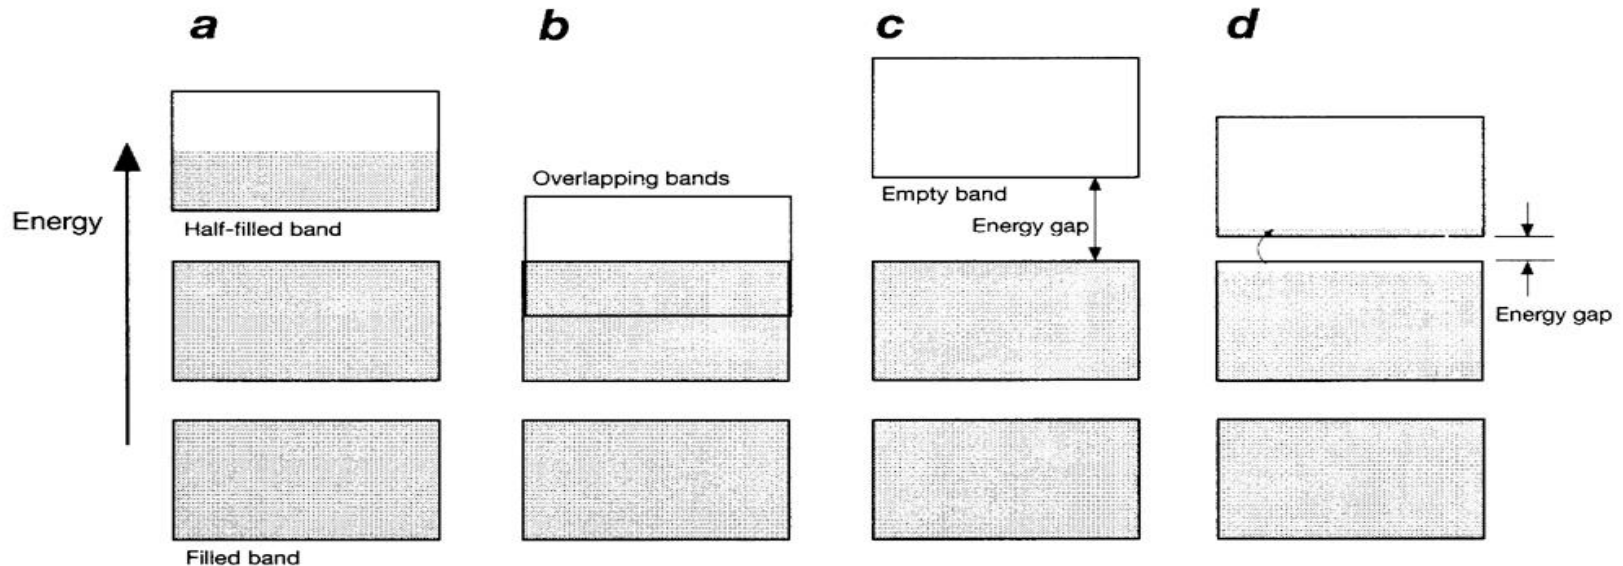 a
b
c
d
Overlapping bands
Empty band
Energy gap
Energy
Half-filled band
Energy gap
Filled band